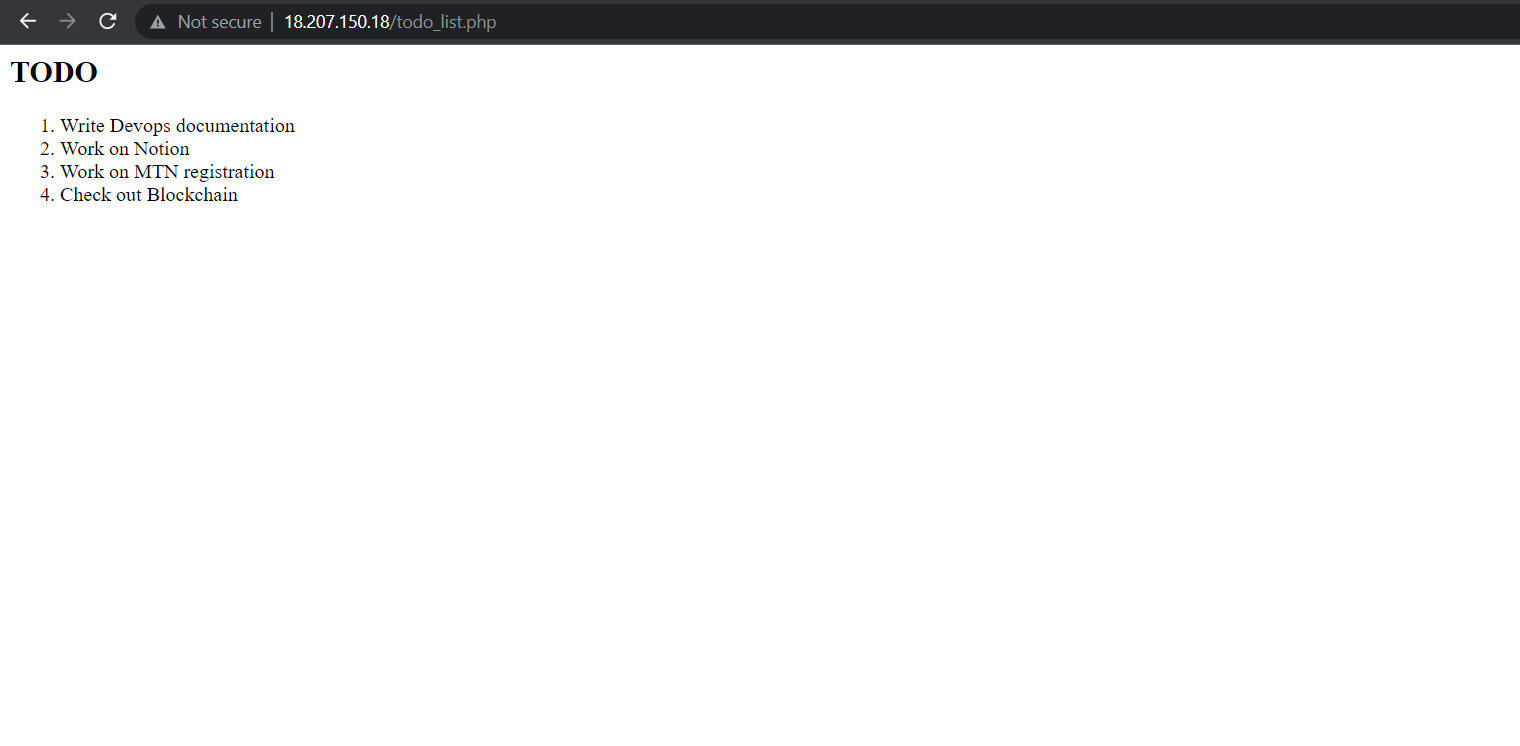 Not secure | 18.207.150.18/todo_list.php
TODO
1. Write Devops documentation
2. Work on Notion
3. Work on MTN registration
4. Check out Blockchain